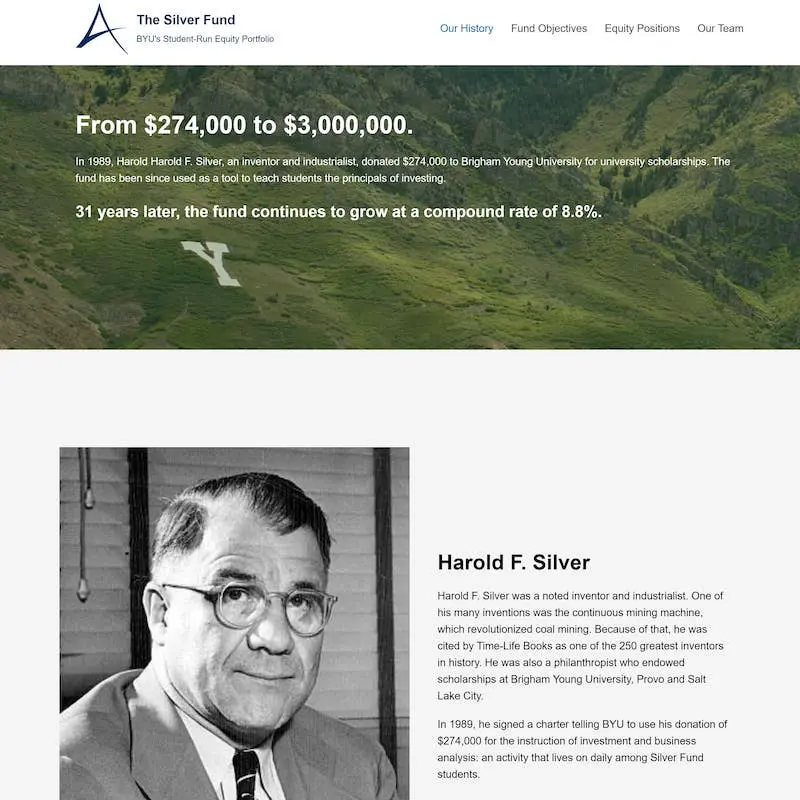 The Silver Fund
BYU's Student-Run Equity Portfolio
Our History
Fund Objectives
Equity Positions
Our Team
From $274,000 to $3,000,000.
In 1989, Harold Harold F. Silver, an inventor and industrialist, donated $274,000 to Brigham Young University for university scholarships. The
fund has been since used as a tool to teach students the principals of investing.
31 years later, the fund continues to grow at a compound rate of 8.8%.
Y
Harold F. Silver
Harold F. Silver was a noted inventor and industrialist. One of
his many inventions was the continuous mining machine,
which revolutionized coal mining. Because of that, he was
cited by Time-Life Books as one of the 250 greatest inventors
in history. He was also a philanthropist who endowed
scholarships at Brigham Young University, Provo and Salt
Lake City.
In 1989, he signed a charter telling BYU to use his donation of
$274,000 for the instruction of investment and business
analysis: an activity that lives on daily among Silver Fund
students.